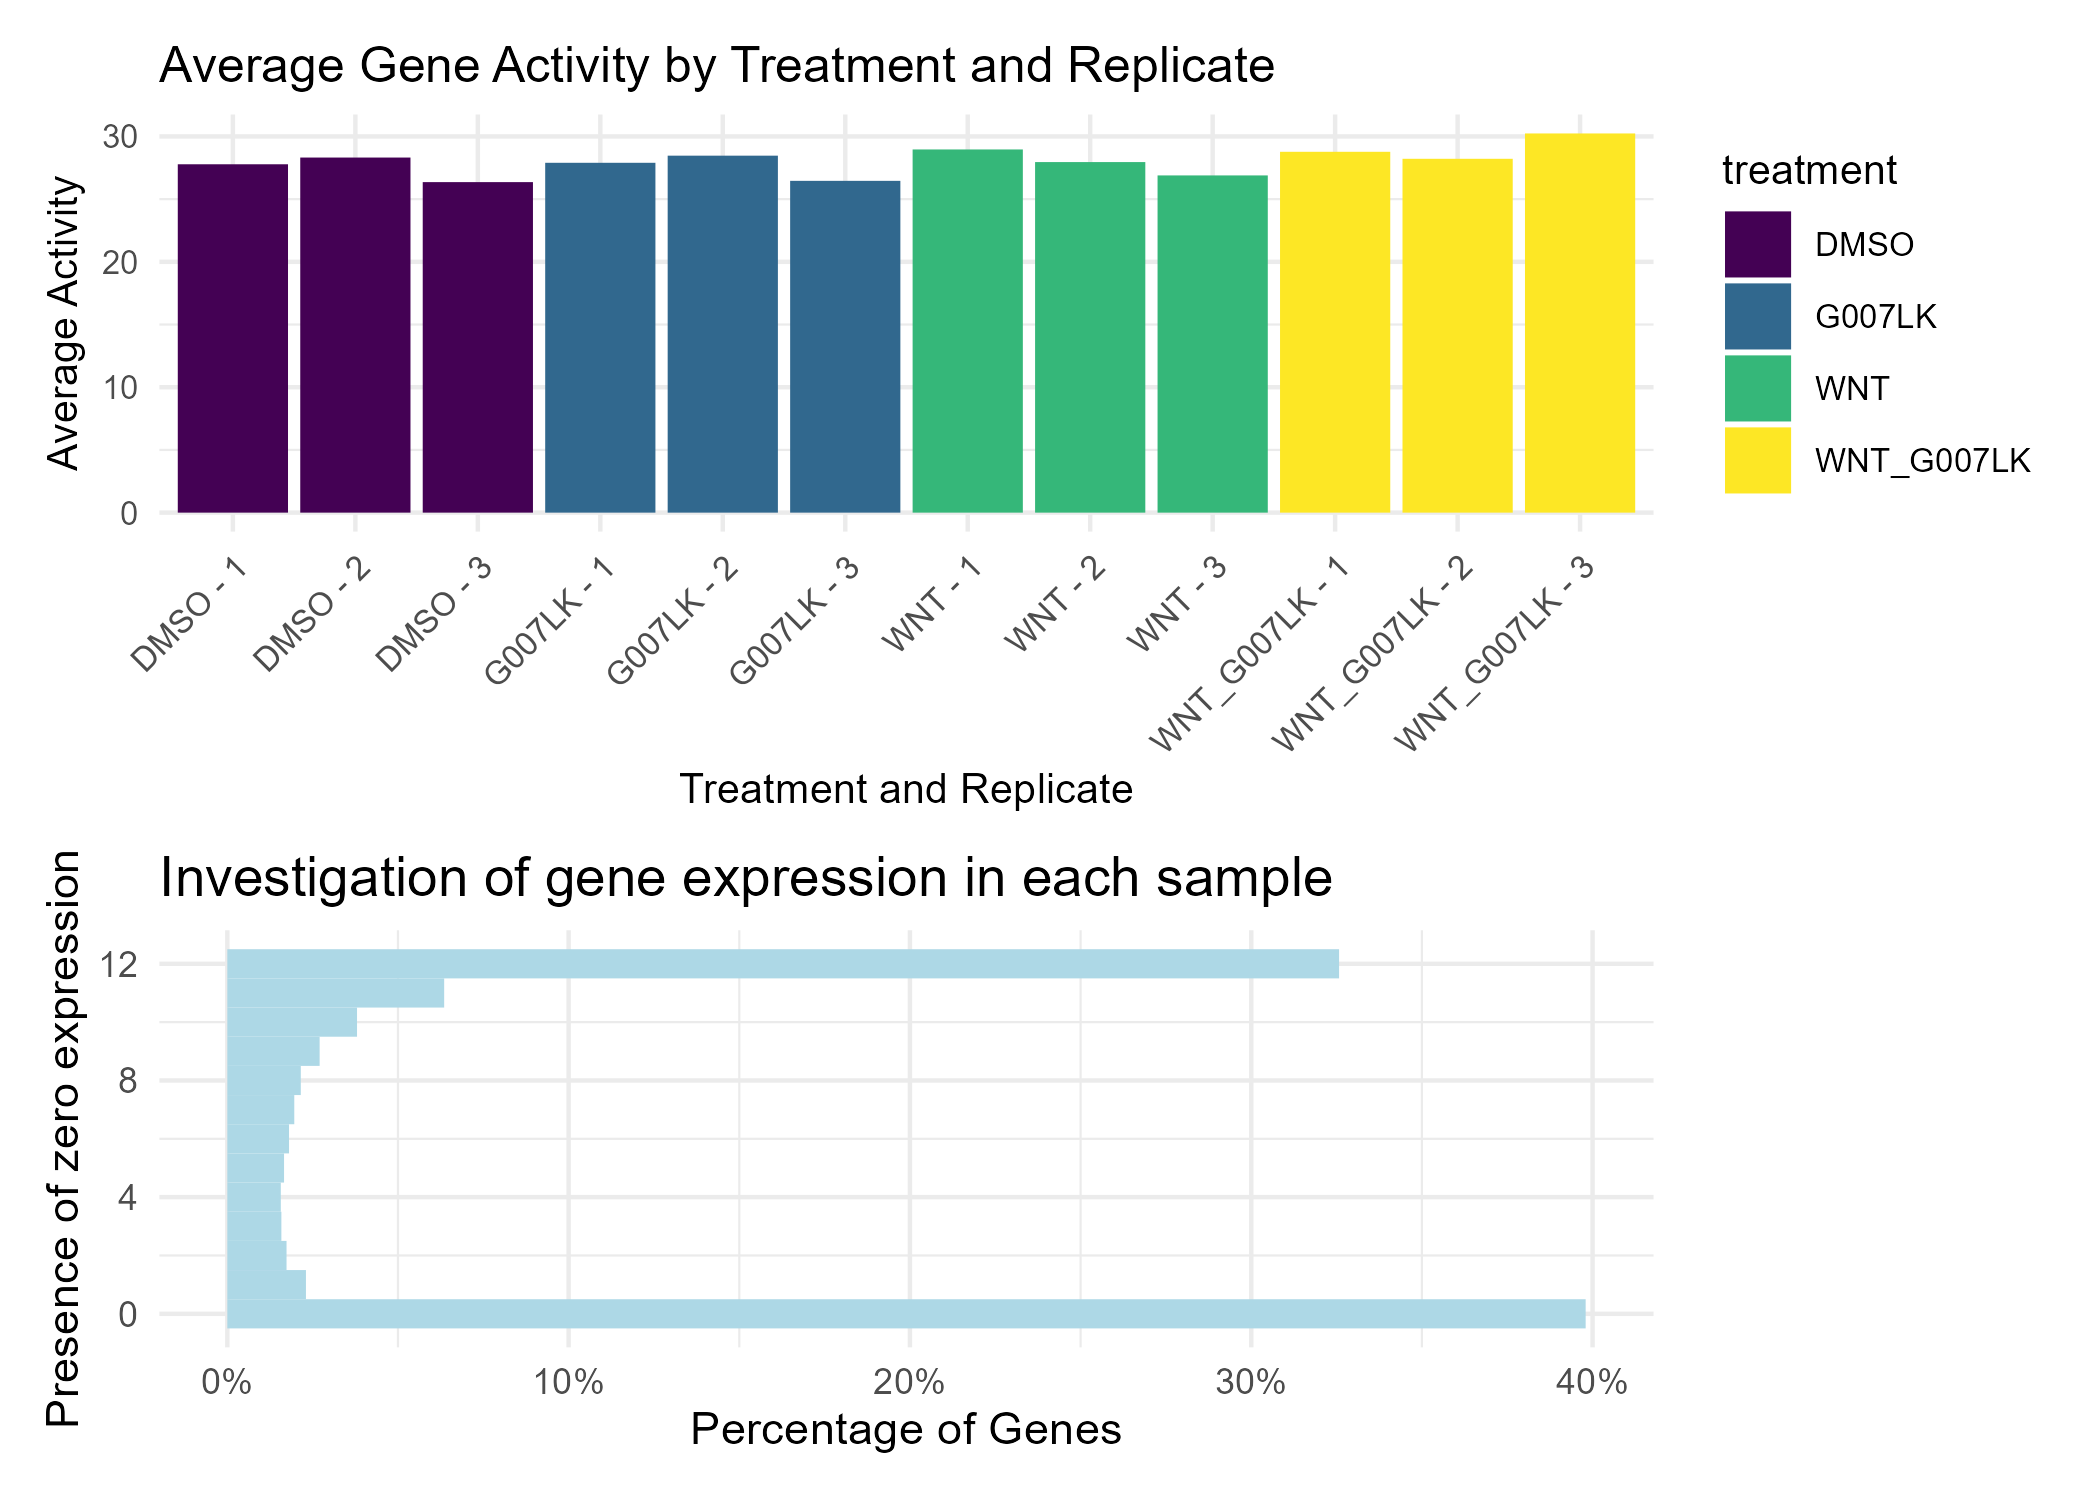 Average Gene Activity by Treatment and Replicate
Average Activity
30
20
10
0
DMSO - 1
DMSO - 2
DMSO - 3
G007LK - 1
G007LK - 2
G007LK - 3
WNT - 1
WNT - 2
WNT - 3
WNT_G007LK - 1
WNT_G007LK - 2
WNT_G007LK - 3
Treatment and Replicate
treatment
DMSO
G007LK
WNT
WNT_G007LK
Investigation of gene expression in each sample
Presence of zero expression
12
8
4
0
0%
10%
20%
30%
40%
Percentage of Genes